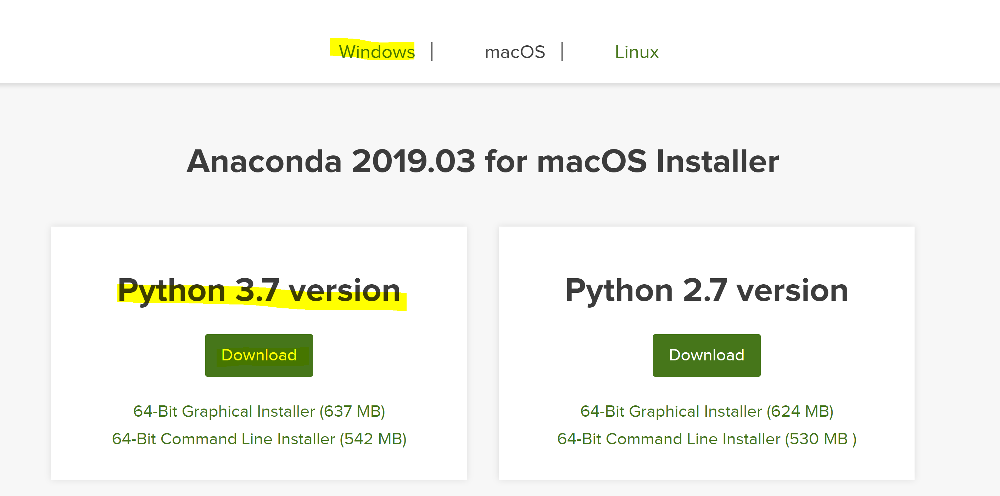 Windows | macOS | Linux
Anaconda 2019.03 for macOS Installer
Python 3.7 version
Download
64-Bit Graphical Installer (637 MB)
64-Bit Command Line Installer (542 MB)
Python 2.7 version
Download
64-Bit Graphical Installer (624 MB)
64-Bit Command Line Installer (530 MB )